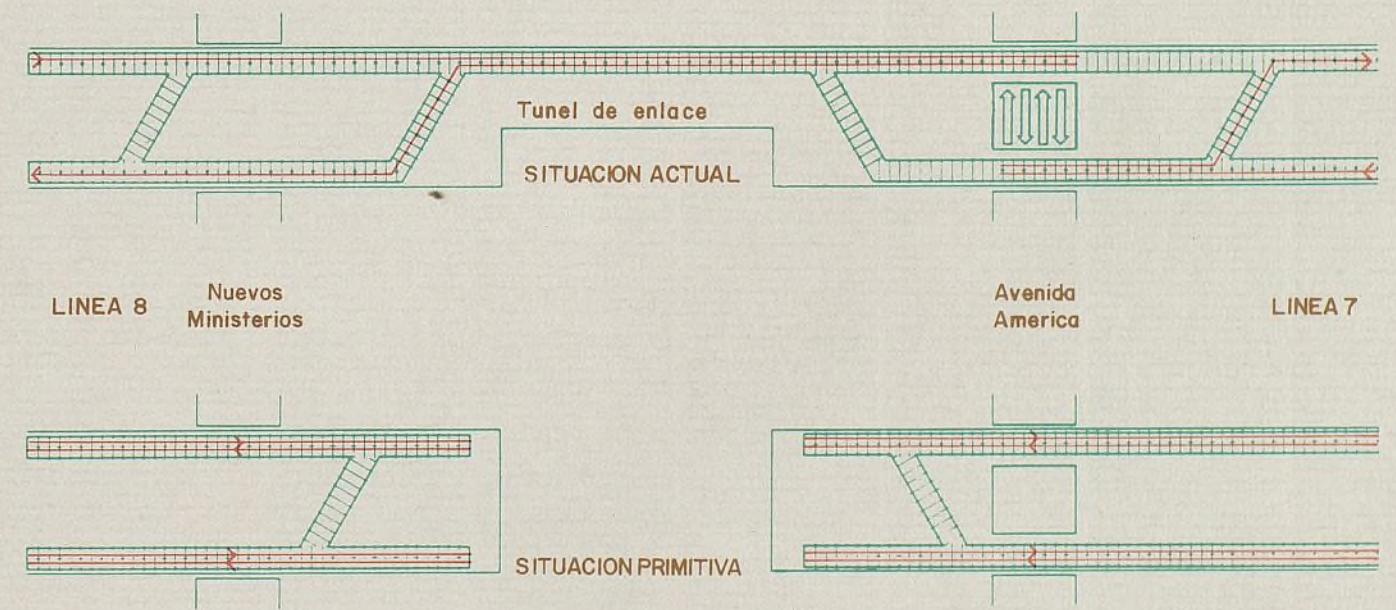 Tunel de enlace
SITUACION ACTUAL
LINEA 8
Nuevos
Ministerios
Avenida
America
LINEA 7
SITUACION PRIMITIVA